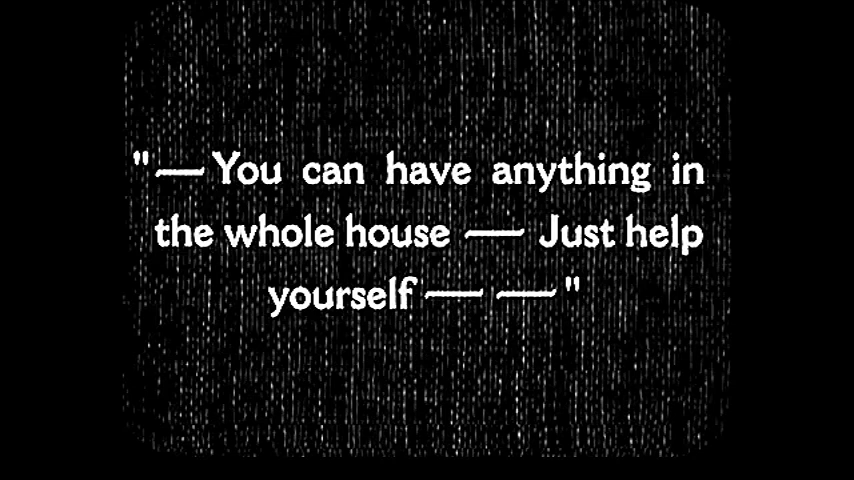 "—You can have anything in
the whole house — Just help
yourself— —"